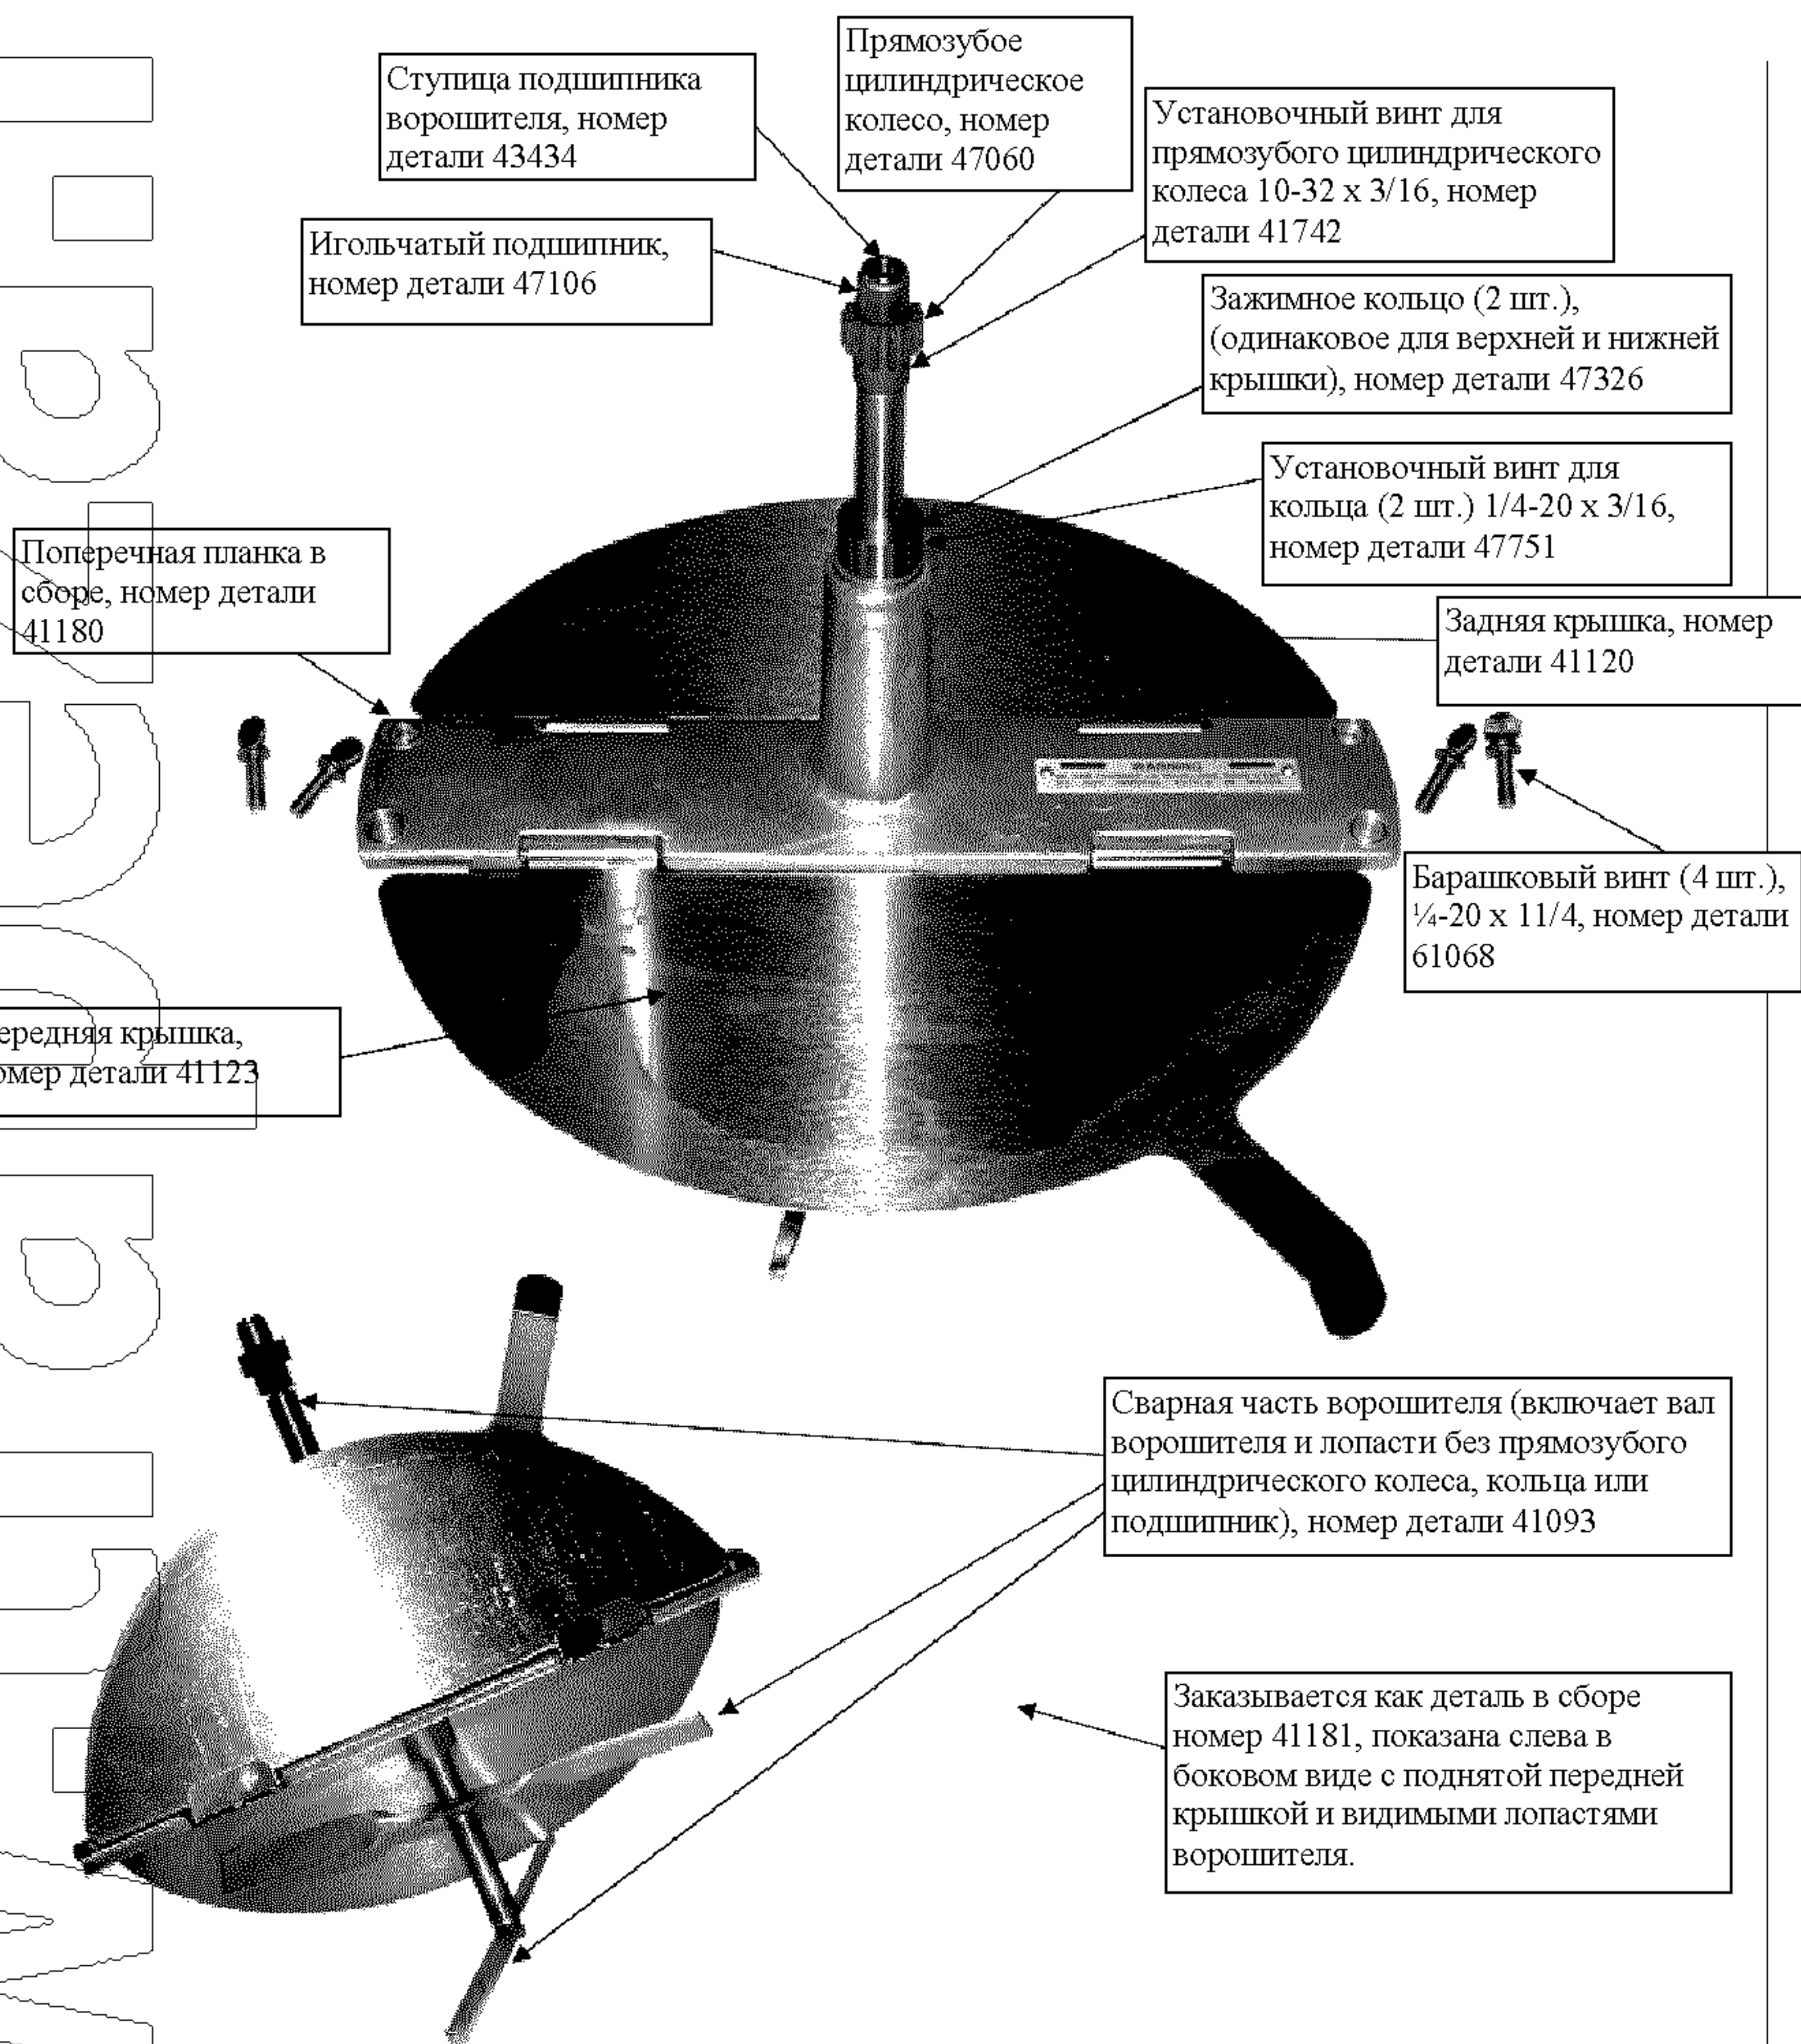 Прямозубое
цилиндрическое
колесо, номер
детали 47060
Ступица подшипника
ворошителя, номер
детали 43434
Установочный винт для
прямозубого цилиндрического
колеса 10-32 x 3/16, номер
детали 41742
Игольчатый подшипник,
номер детали 47106
Зажимное кольцо (2 шт.),
(одинаковое для верхней и нижней
крышки), номер детали 47326
Установочный винт для
кольца (2 шт.) 1/4-20 x 3/16,
номер детали 47751
Поперечная планка в
сборе, номер детали
41180
Задняя крышка, номер
детали 41120
WARNING
Барашковый винт (4 шт.),
¼-20 x 11/4, номер детали
61068
ередняя крышка,
омер детали 41123
Сварная часть ворошителя (включает вал
ворошителя и лопасти без прямозубого
цилиндрического колеса, кольца или
подшипник), номер детали 41093
Заказывается как деталь в сборе
номер 41181, показана слева в
боковом виде с поднятой передней
крышкой и видимыми лопастями
ворошителя.